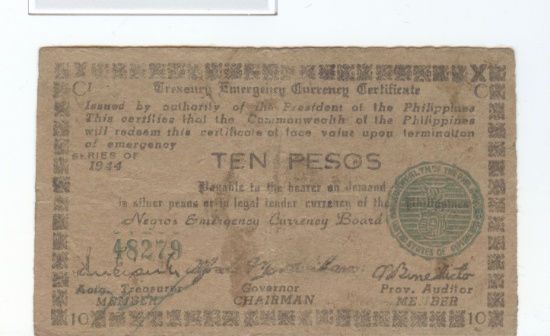 X
C
C
Treasury Emergency Currency Certificate
Issued by authority of the President of the Philippines
This certifies that the Commonwealth of the Philippines
will redeem this certificate at face value upon termination
of emergency
SERIES OF
1944
TEN PESOS
Payable to the bearer on demand
in silver pesos or in legal tender currency of the Philippines
Negros Emergency Currency Board
48279
Actg. Treasurer Governor Prov. Auditor
MEMBER CHAIRMAN MEMBER
10 10